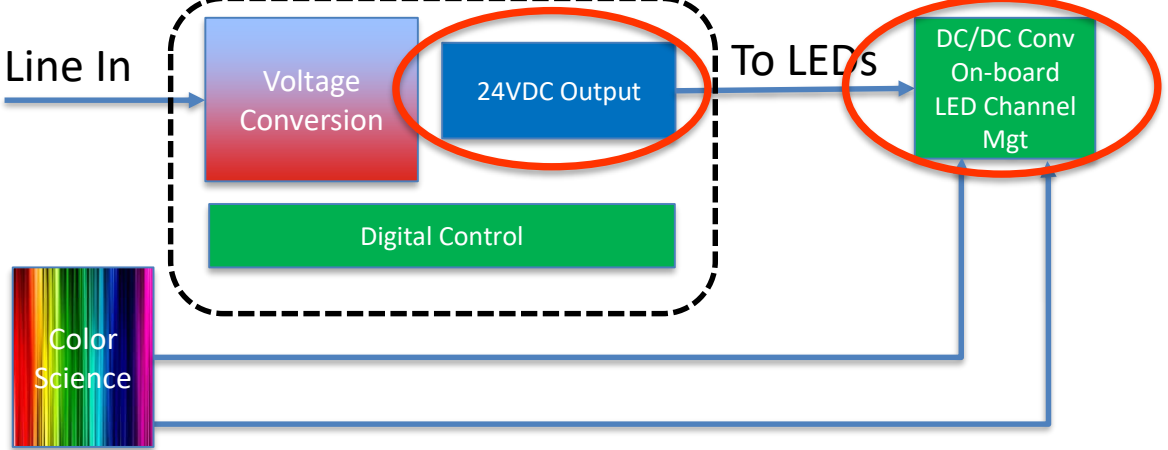 Line In
Voltage
Conversion
24VDC Output
To LEDs
DC/DC Conv
On-board
LED Channel
Mgt
Digital Control
Color
Science